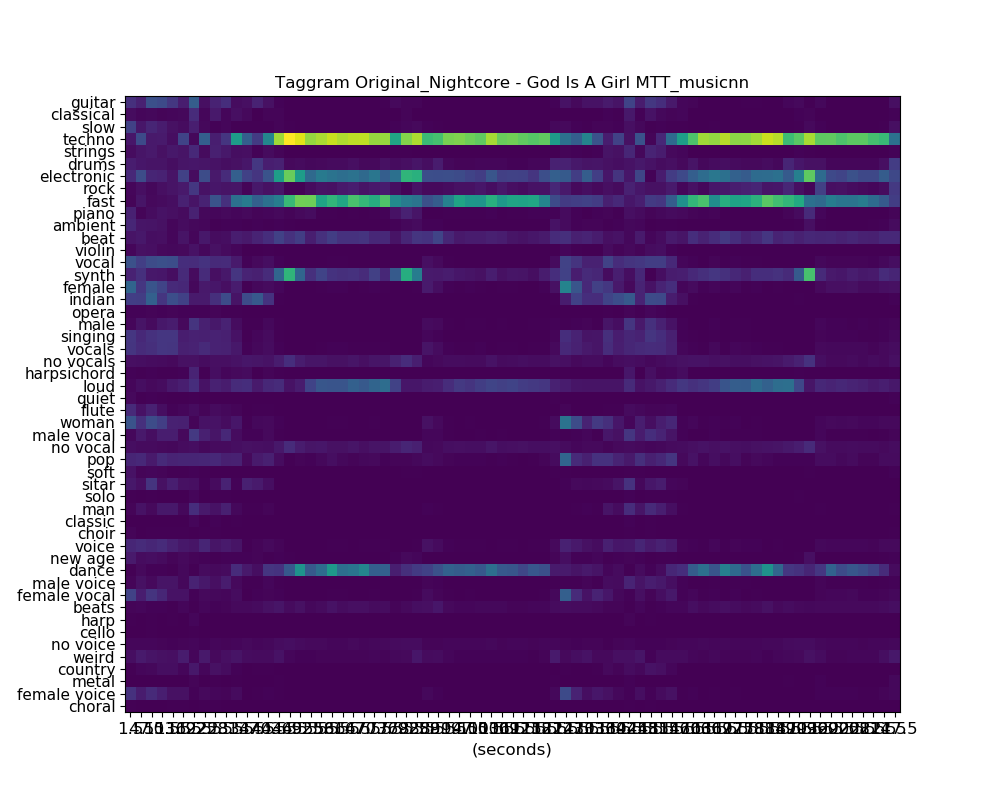 Taggram Original_Nightcore - God Is A Girl MTT_musicnn
guitar
classical
slow
techno
strings
drums
electronic
rock
fast
piano
ambient
beat
violin
vocal
synth
female
indian
opera
male
singing
vocals
no vocals
harpsichord
loud
quiet
flute
woman
male vocal
no vocal
pop
soft
sitar
solo
man
classic
choir
voice
new age
dance
male voice
female vocal
beats
harp
cello
no voice
weird
country
metal
female voice
choral
(seconds)